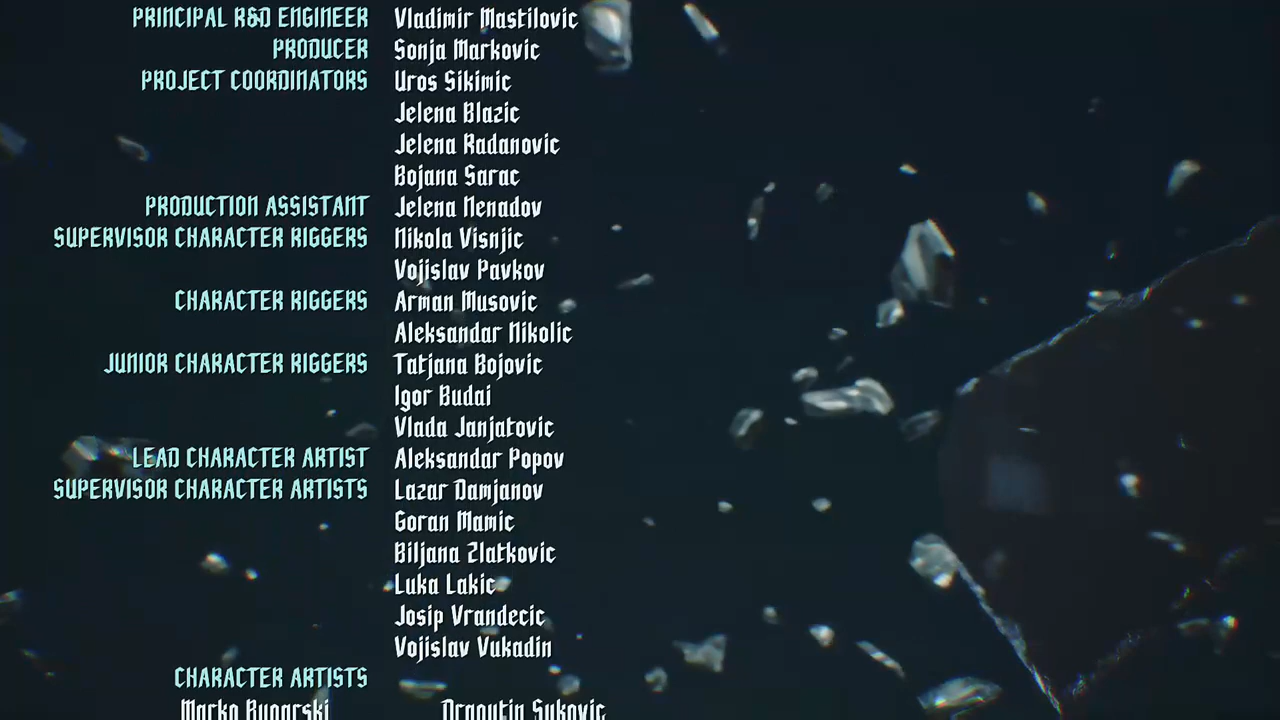 PRINCIPAL R&D ENGINEER Vladimir Mastilovic
PRODUCER Sonja Markovic
PROJECT COORDINATORS Uros Sikimic
Jelena Blazic
Jelena Radanovic
Bojana Sarac
PRODUCTION ASSISTANT Jelena Nenadov
SUPERVISOR CHARACTER RIGGERS Nikola Visnjic
Vojislav Pavkov
CHARACTER RIGGERS Arman Musovic
Aleksandar Nikolic
JUNIOR CHARACTER RIGGERS Tatjana Bojovic
Igor Budai
Vlada Janjatovic
LEAD CHARACTER ARTIST Aleksandar Popov
SUPERVISOR CHARACTER ARTISTS Lazar Damjanov
Goran Mamic
Biljana Zlatkovic
Luka Lakic
Josip Vrandecic
Vojislav Vukadin
CHARACTER ARTISTS
Marko